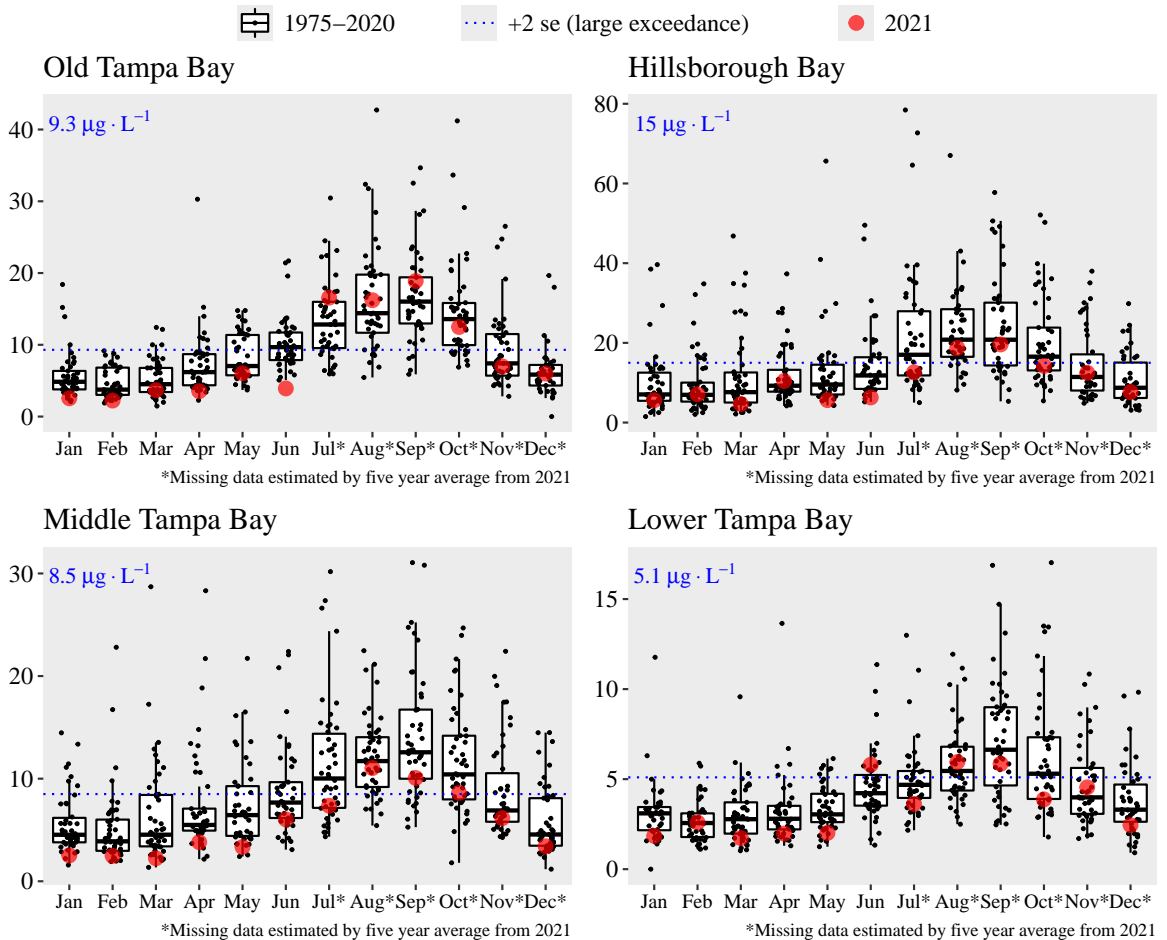 1975–2020 +2 se (large exceedance) 2021
Old Tampa Bay
9.3 µg · L⁻¹
40
30
20
10
0
Jan Feb Mar Apr May Jun Jul* Aug* Sep* Oct* Nov* Dec*
*Missing data estimated by five year average from 2021
Hillsborough Bay
15 µg · L⁻¹
80
60
40
20
0
Jan Feb Mar Apr May Jun Jul* Aug* Sep* Oct* Nov* Dec*
*Missing data estimated by five year average from 2021
Middle Tampa Bay
8.5 µg · L⁻¹
30
20
10
0
Jan Feb Mar Apr May Jun Jul* Aug* Sep* Oct* Nov* Dec*
*Missing data estimated by five year average from 2021
Lower Tampa Bay
5.1 µg · L⁻¹
15
10
5
0
Jan Feb Mar Apr May Jun Jul* Aug* Sep* Oct* Nov* Dec*
*Missing data estimated by five year average from 2021